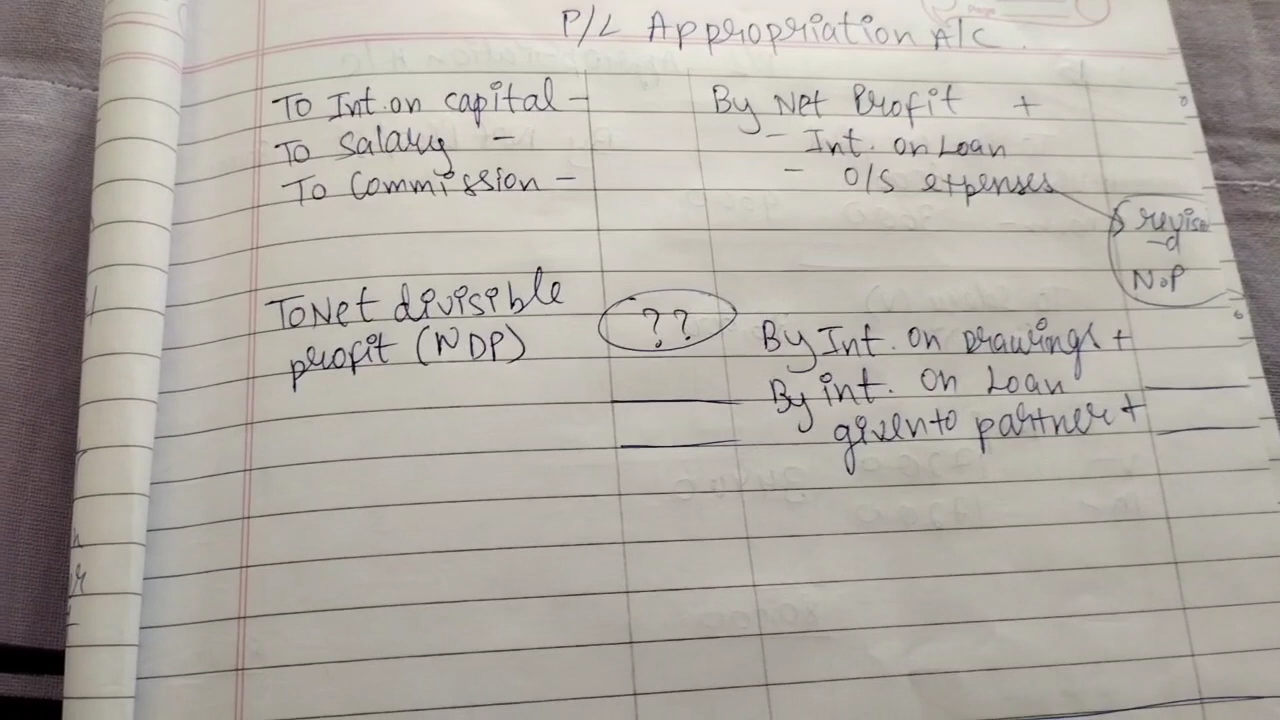 P/L Appropriation A/C.
To Int. on capital - By Net Profit +
To Salary - - Int. on Loan
To Commission - - O/S expenses
revise
-d
N.P
To Net divisible ??
profit (NDP) By Int. on Drawings +
By int. on Loan
given to partner +